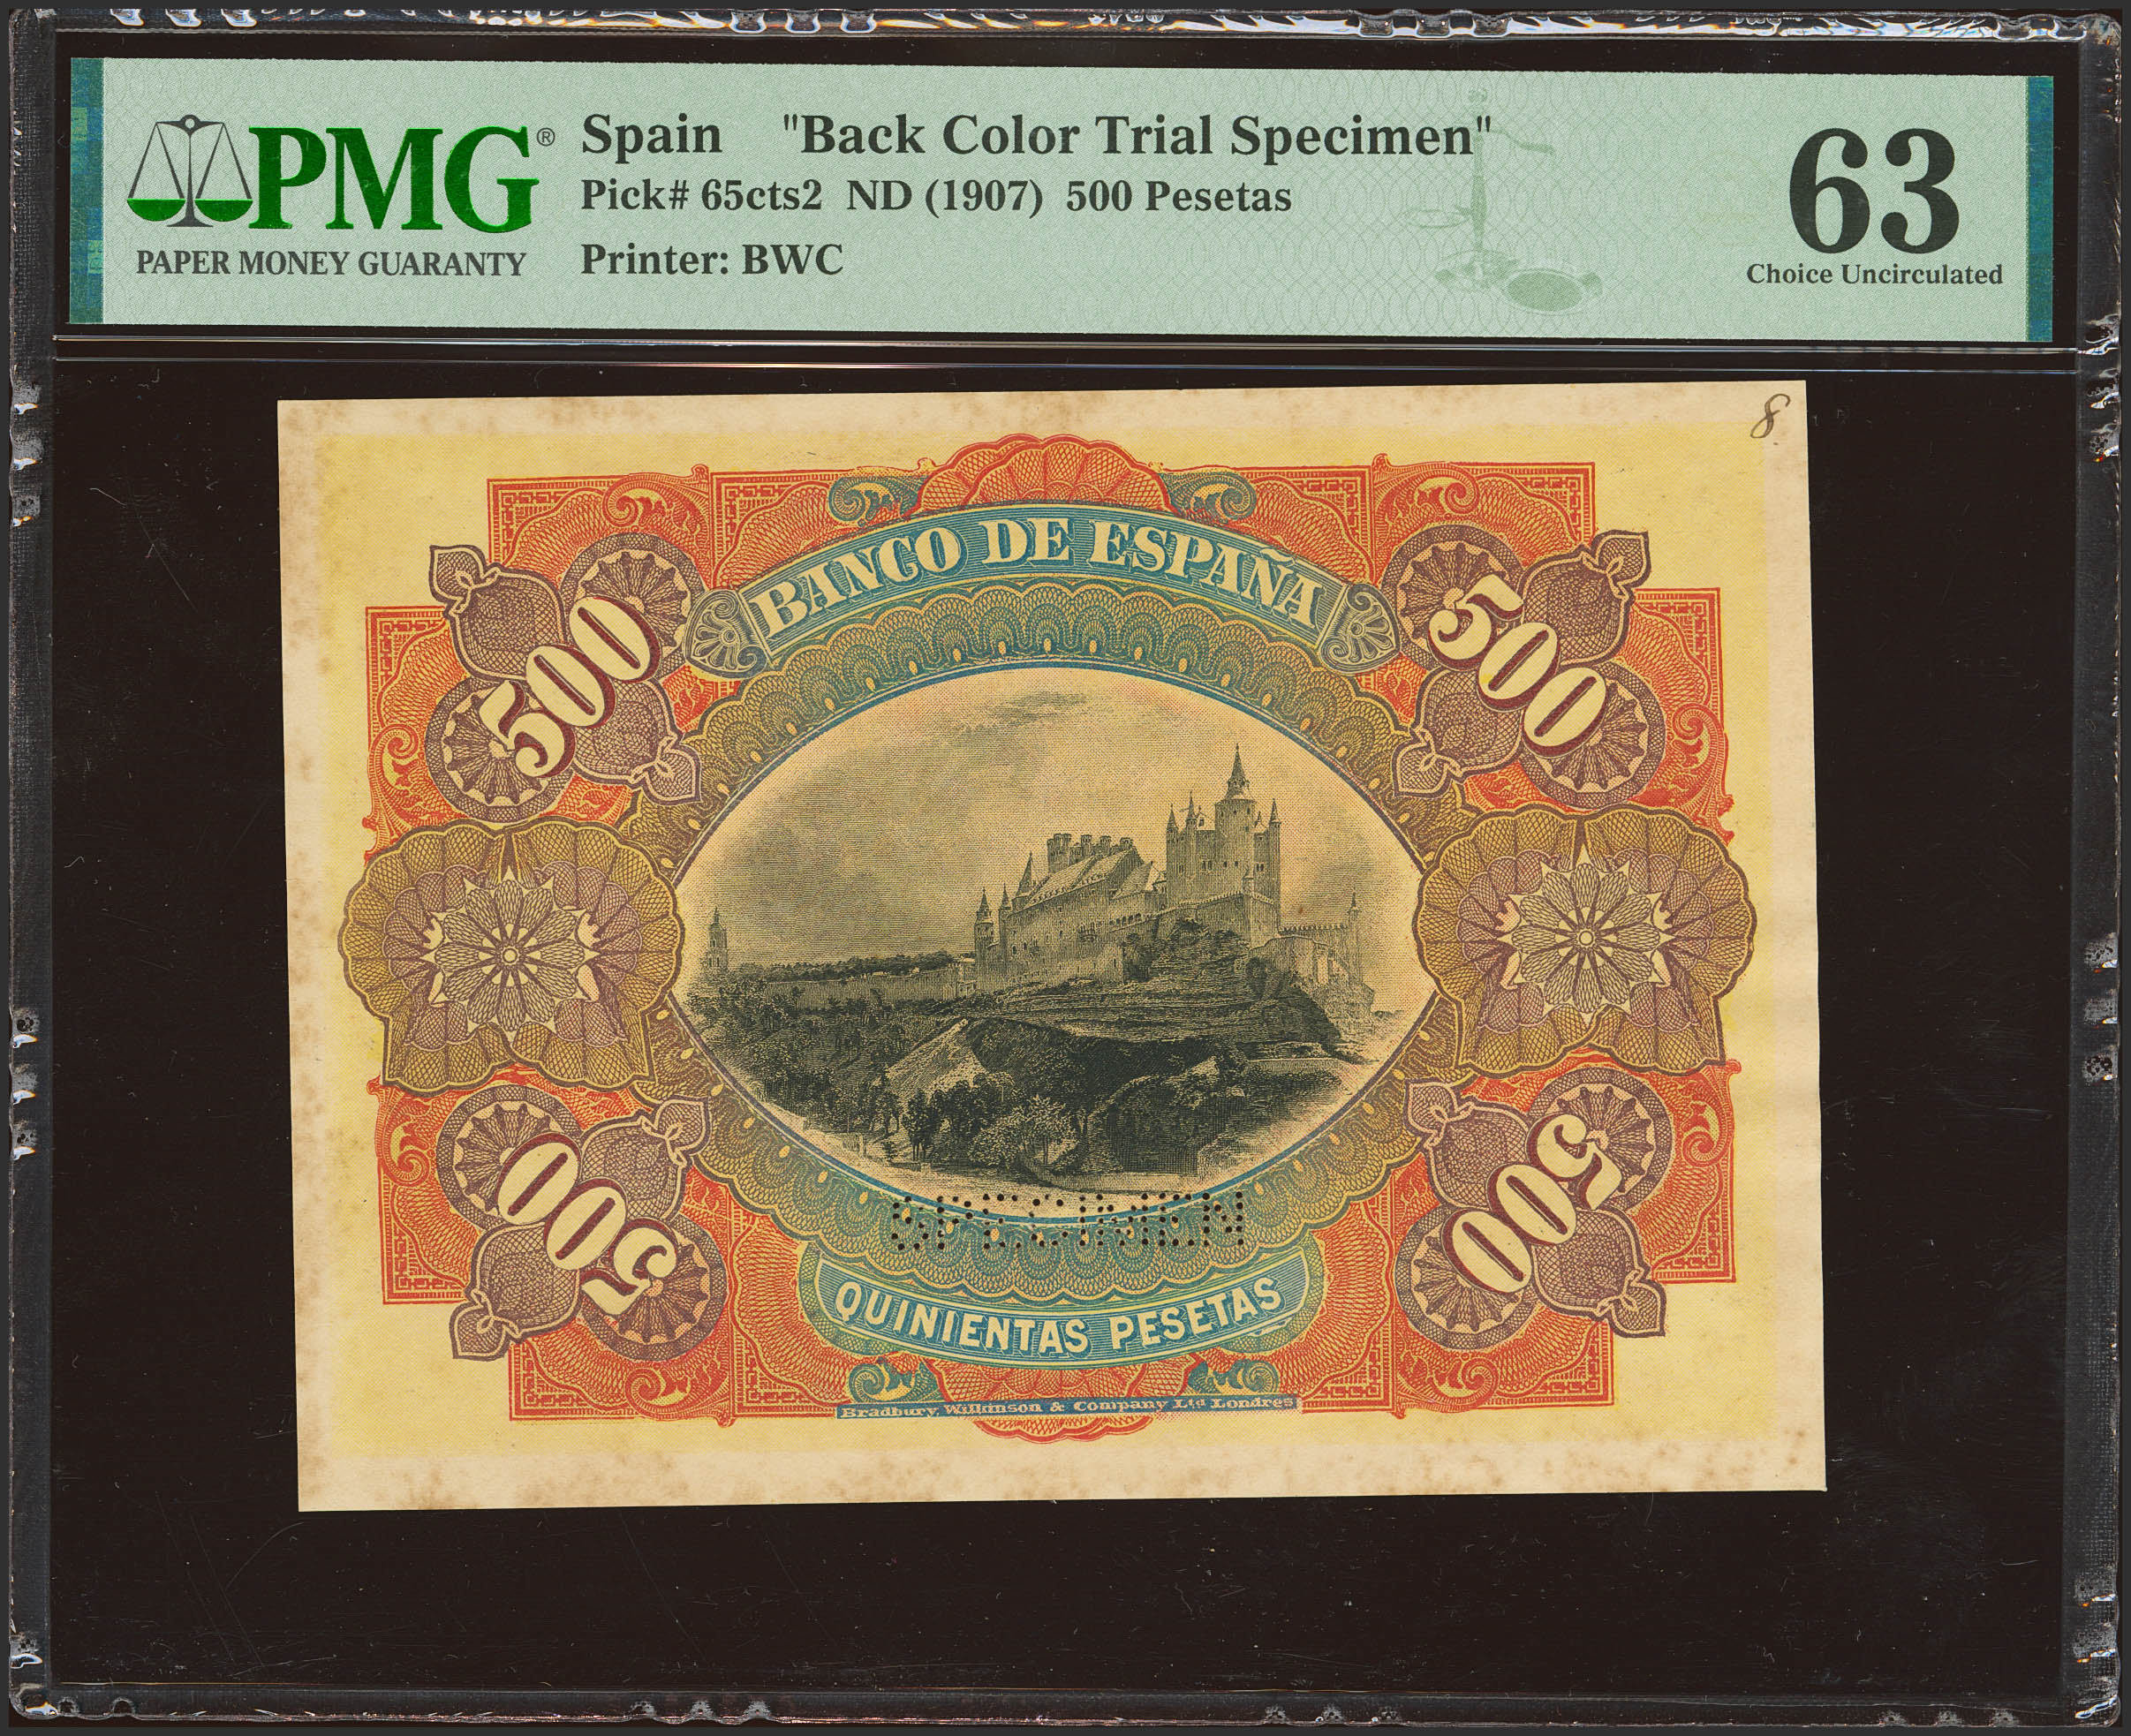 PMG®
PAPER MONEY GUARANTY
Spain "Back Color Trial Specimen"
Pick# 65cts2 ND (1907) 500 Pesetas
Printer: BWC
63
Choice Uncirculated
8
BANCO DE ESPAÑA
500
500
SPECIMEN
500
500
QUINIENTAS PESETAS
Bradbury, Wilkinson & Company Ltd Londres